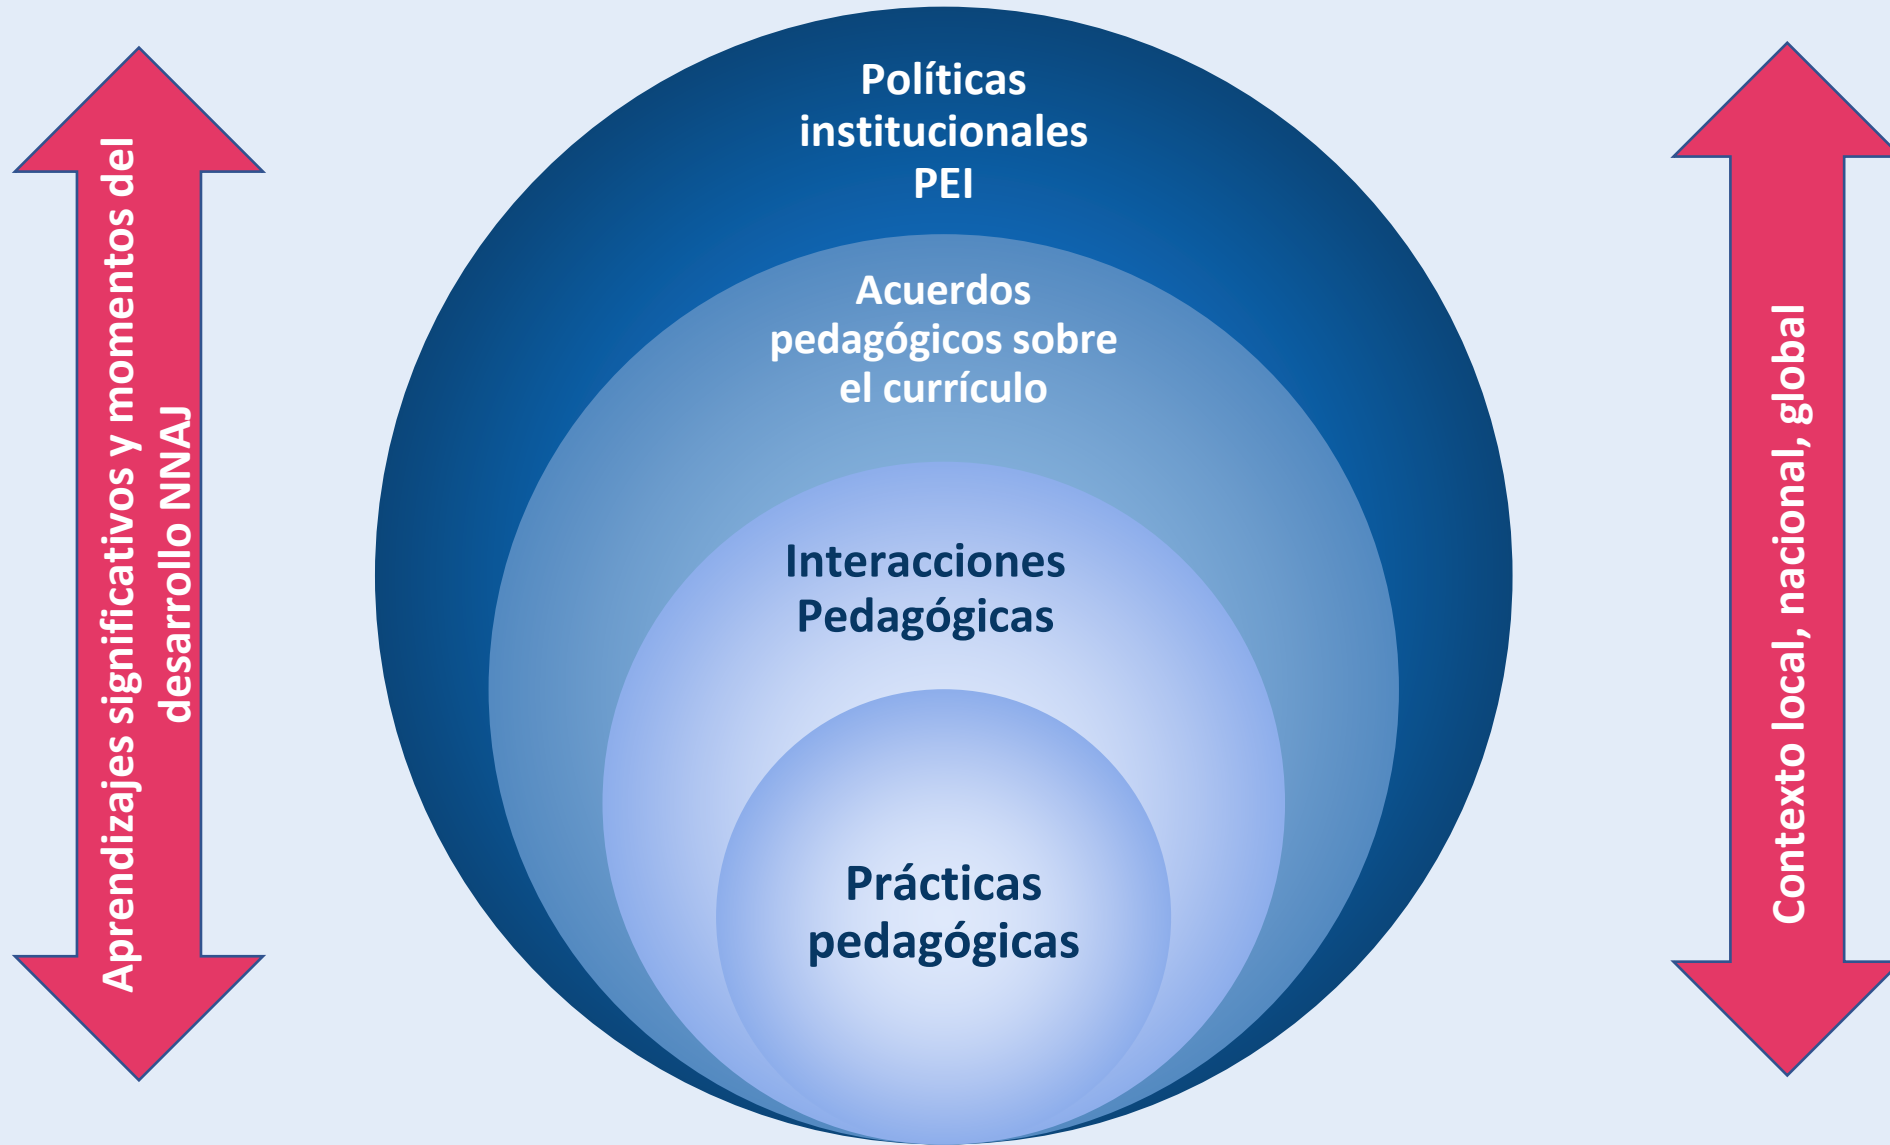 Aprendizajes significativos y momentos del
desarrollo NNAJ
Políticas
institucionales
PEI
Acuerdos
pedagógicos sobre
el currículo
Interacciones
Pedagógicas
Prácticas
pedagógicas
Contexto local, nacional, global